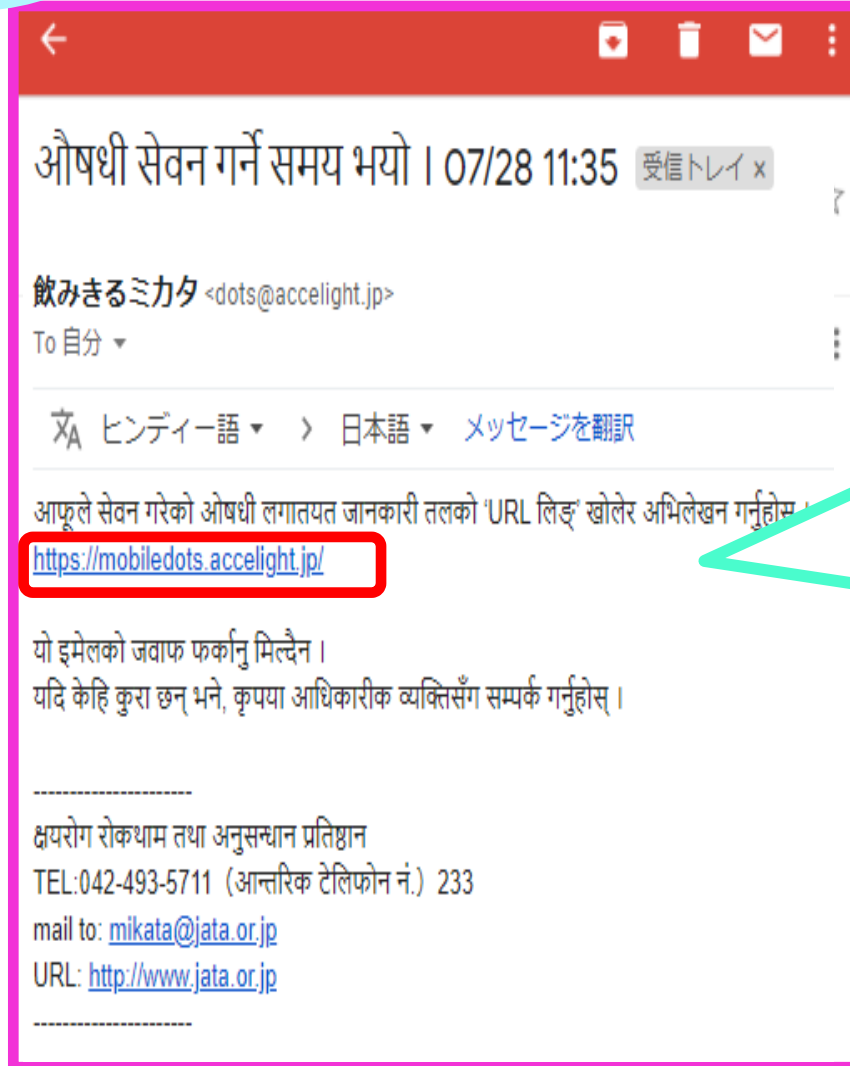 औषधी सेवन गर्ने समय भयो । 07/28 11:35 受信トレイ x
飲みきるミカタ <dots@accelight.jp>
To 自分
ヒンディー語 > 日本語 メッセージを翻訳
आफूले सेवन गरेको ओषधी लगातयत जानकारी तलको 'URL लिङ्' खोलेर अभिलेखन गर्नुहोस् ।
https://mobiledots.accelight.jp/
यो इमेलको जवाफ फर्कानु मिल्दैन ।
यदि केहि कुरा छन् भने, कृपया आधिकारीक व्यक्तिसँग सम्पर्क गर्नुहोस् ।
----------------------
क्षयरोग रोकथाम तथा अनुसन्धान प्रतिष्ठान
TEL:042-493-5711（आन्तरिक टेलिफोन नं.）233
mail to: mikata@jata.or.jp
URL: http://www.jata.or.jp
----------------------